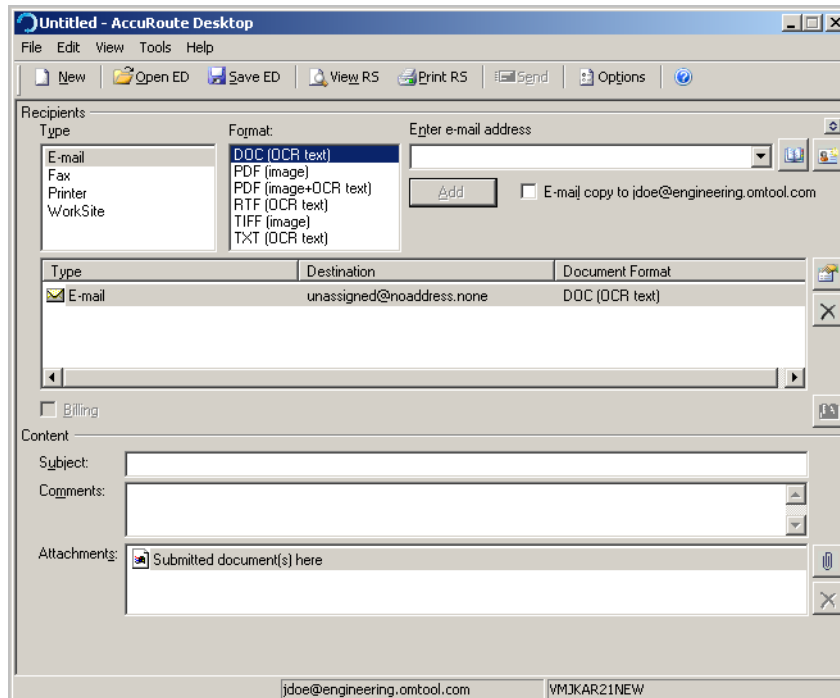 Untitled - AccuRoute Desktop
File Edit View Tools Help
New Open ED Save ED View RS Print RS Send Options
Recipients
Type Format: Enter e-mail address
E-mail
Fax
Printer
WorkSite
DOC (OCR text)
PDF (image)
PDF (image+OCR text)
RTF (OCR text)
TIFF (image)
TXT (OCR text)
Add E-mail copy to jdoe@engineering.omtool.com
Type Destination Document Format
E-mail unassigned@noaddress.none DOC (OCR text)
Billing
Content
Subject:
Comments:
Attachments: Submitted document(s) here
jdoe@engineering.omtool.com VMJKAR21NEW